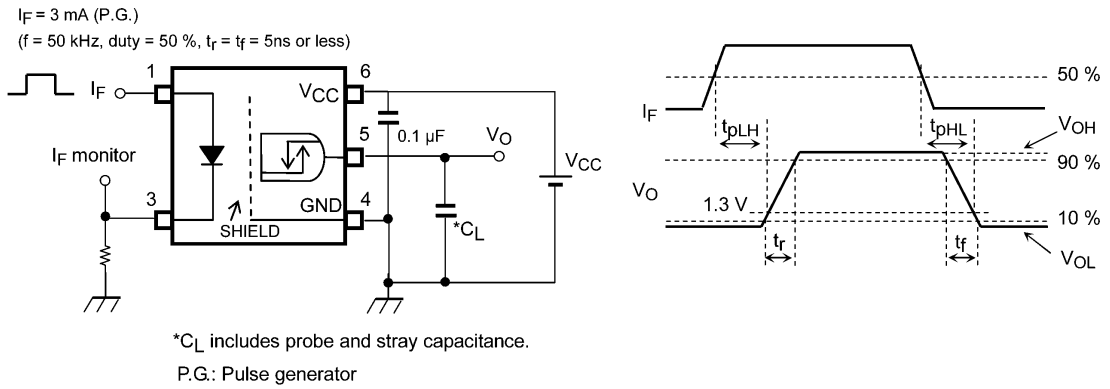 IF = 3 mA (P.G.)
(f = 50 kHz, duty = 50 %, tr = tf = 5ns or less)
1
IF
IF monitor
3
SHIELD
VCC
6
5
GND
4
0.1 μF
VO
*CL
VCC
*CL includes probe and stray capacitance.
P.G.: Pulse generator
IF
50 %
tpLH
tpHL
VOH
90 %
VO
1.3 V
10 %
tr
tf
VOL